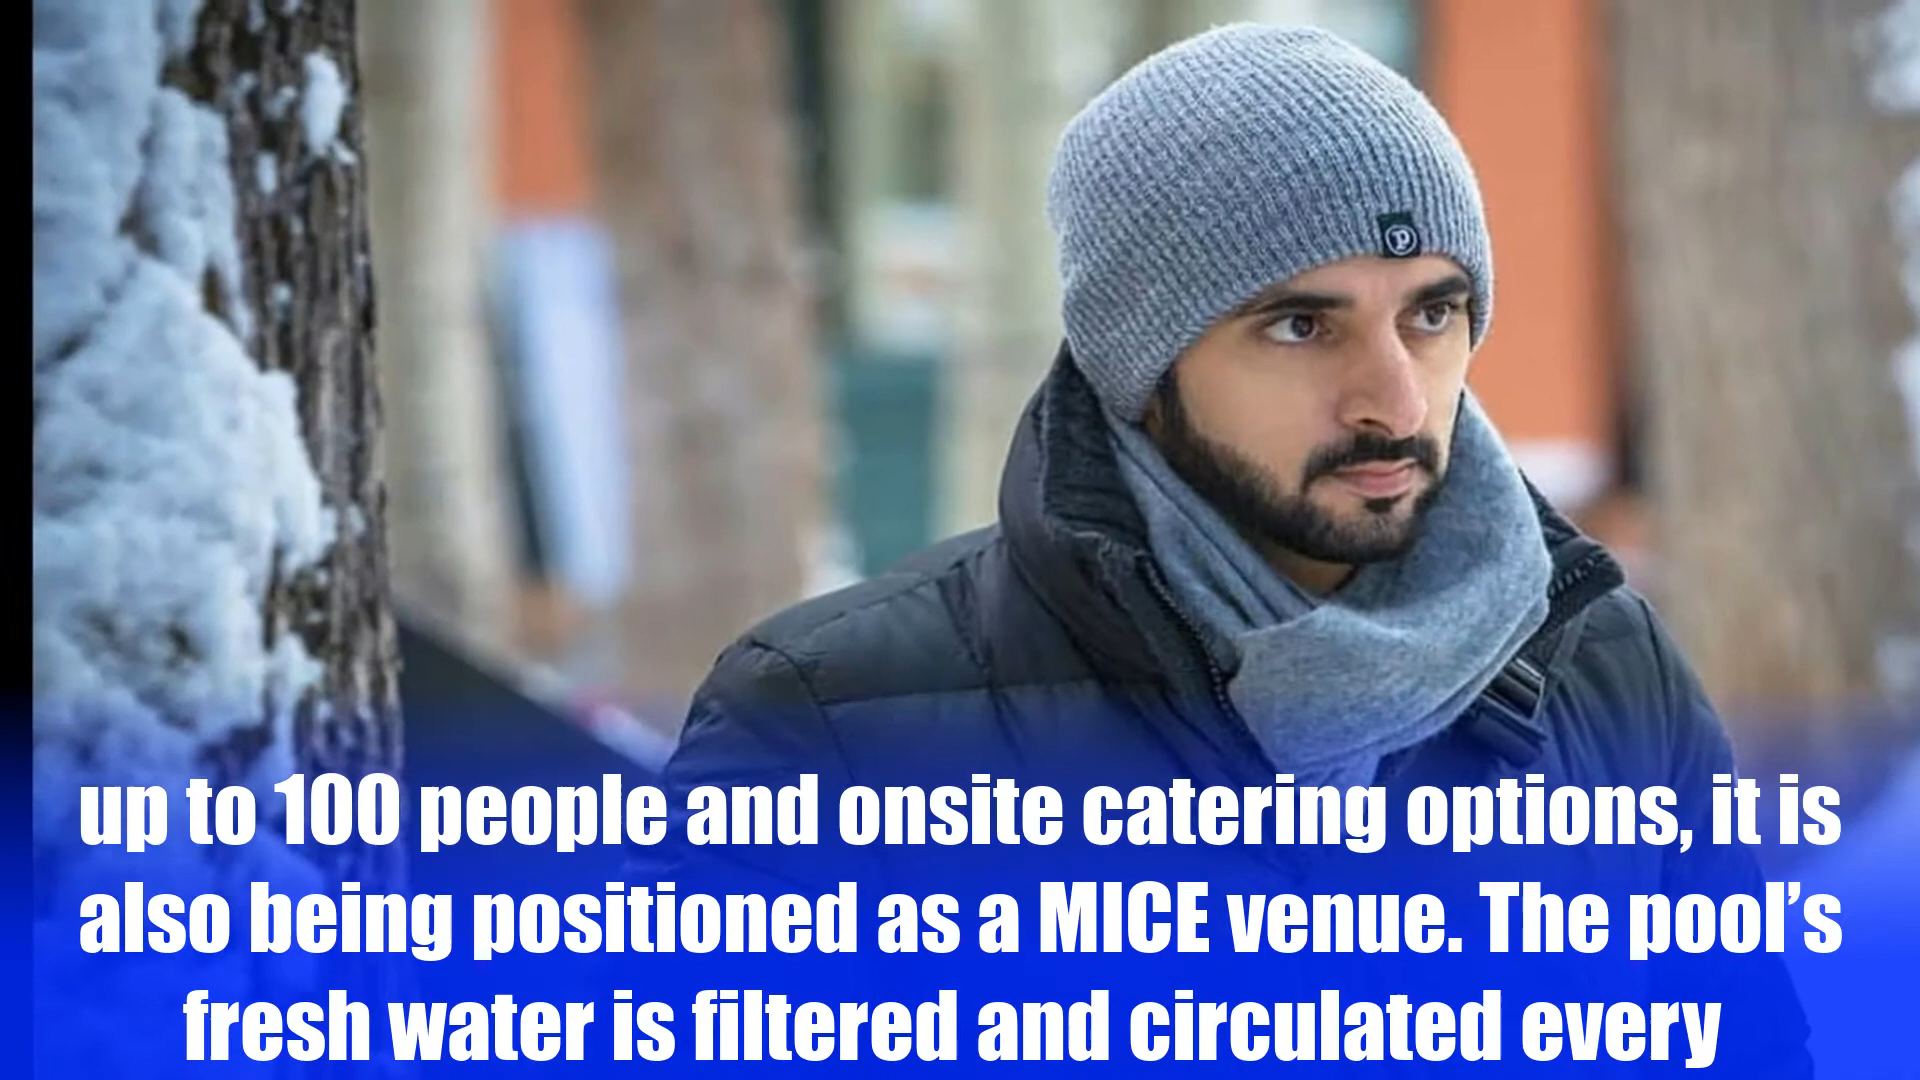 p
up to 100 people and onsite catering options, it is
also being positioned as a MICE venue. The pool’s
fresh water is filtered and circulated every